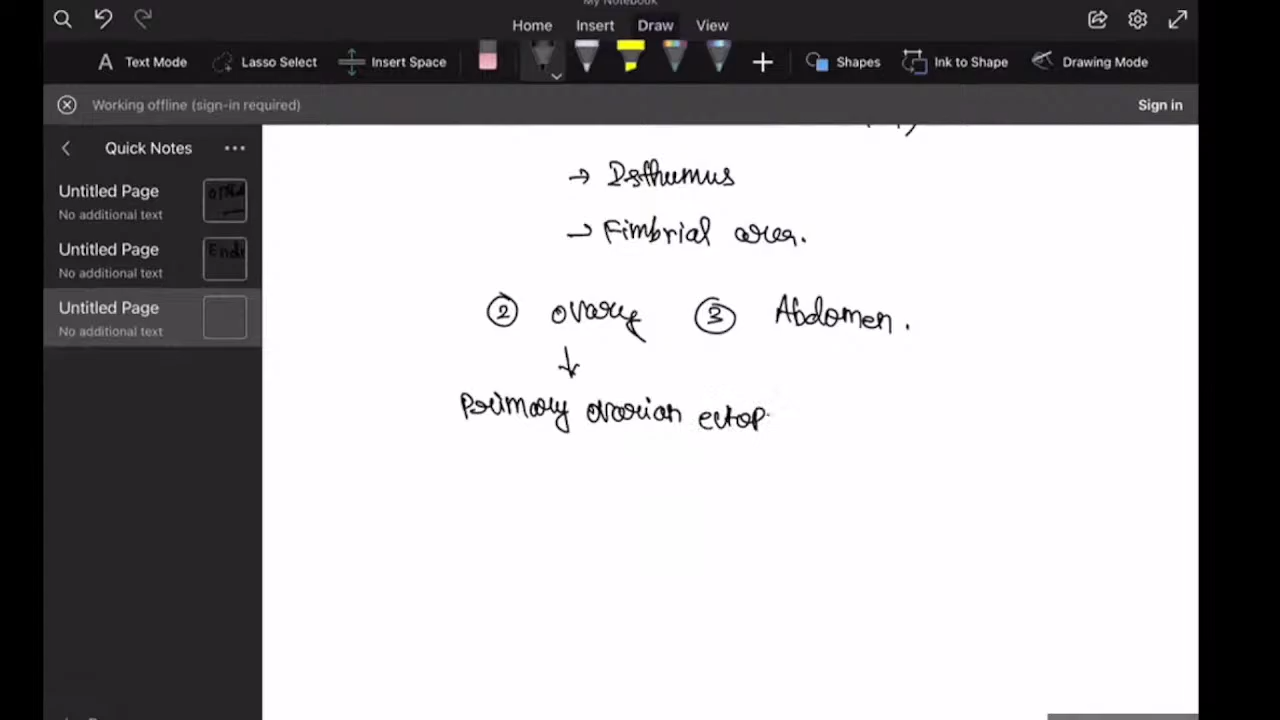 My Notebook
Home Insert Draw View
Text Mode Lasso Select Insert Space Shapes Ink to Shape Drawing Mode
Working offline (sign-in required) Sign in
Quick Notes
Untitled Page
No additional text
Untitled Page
No additional text
Untitled Page
No additional text
→ Isthumus
→ Fimbrial area.
② ovary ③ Abdomen.
↓
Primary ovarian ectop